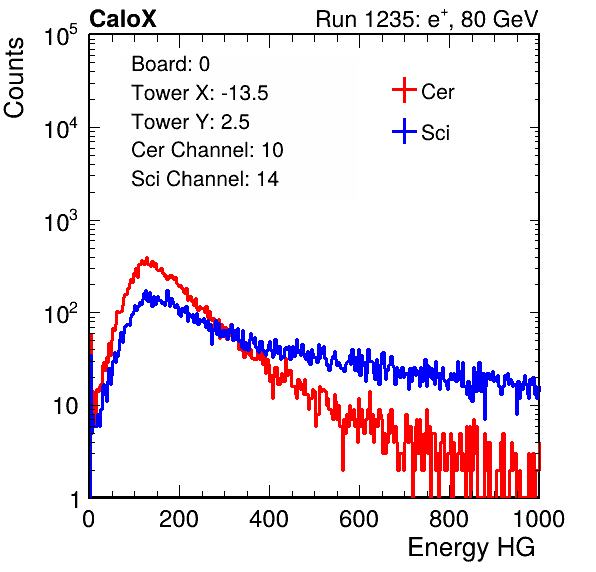 CaloX Run 1235: e⁺, 80 GeV
Board: 0
Tower X: -13.5
Tower Y: 2.5
Cer Channel: 10
Sci Channel: 14
Cer
Sci
Counts
10⁵
10⁴
10³
10²
10
1
0 200 400 600 800 1000
Energy HG